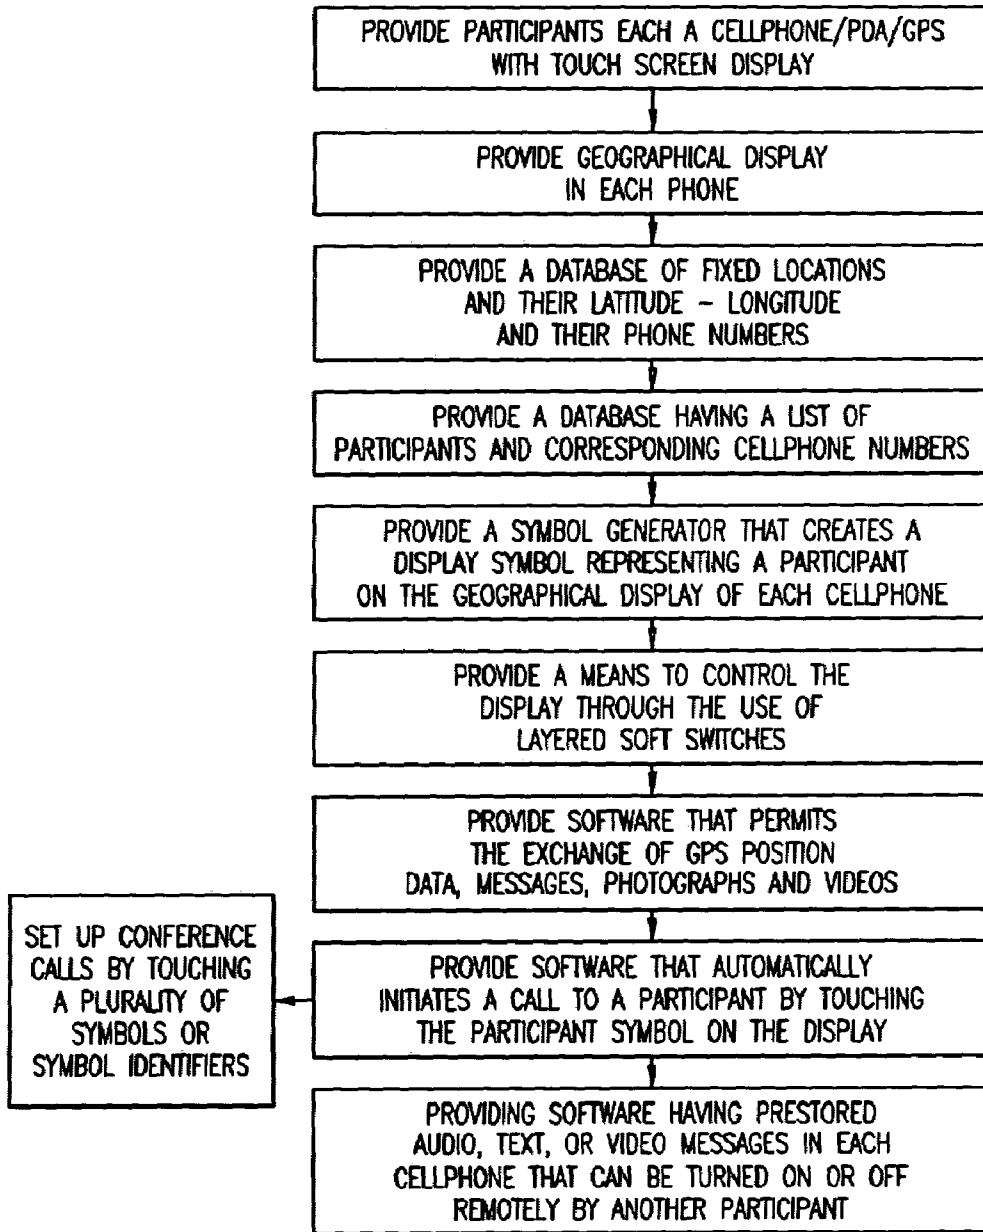 PROVIDE PARTICIPANTS EACH A CELLPHONE/PDA/GPS
WITH TOUCH SCREEN DISPLAY
PROVIDE GEOGRAPHICAL DISPLAY
IN EACH PHONE
PROVIDE A DATABASE OF FIXED LOCATIONS
AND THEIR LATITUDE – LONGITUDE
AND THEIR PHONE NUMBERS
PROVIDE A DATABASE HAVING A LIST OF
PARTICIPANTS AND CORRESPONDING CELLPHONE NUMBERS
PROVIDE A SYMBOL GENERATOR THAT CREATES A
DISPLAY SYMBOL REPRESENTING A PARTICIPANT
ON THE GEOGRAPHICAL DISPLAY OF EACH CELLPHONE
PROVIDE A MEANS TO CONTROL THE
DISPLAY THROUGH THE USE OF
LAYERED SOFT SWITCHES
PROVIDE SOFTWARE THAT PERMITS
THE EXCHANGE OF GPS POSITION
DATA, MESSAGES, PHOTOGRAPHS AND VIDEOS
PROVIDE SOFTWARE THAT AUTOMATICALLY
INITIATES A CALL TO A PARTICIPANT BY TOUCHING
THE PARTICIPANT SYMBOL ON THE DISPLAY
SET UP CONFERENCE
CALLS BY TOUCHING
A PLURALITY OF
SYMBOLS OR
SYMBOL IDENTIFIERS
PROVIDING SOFTWARE HAVING PRESTORED
AUDIO, TEXT, OR VIDEO MESSAGES IN EACH
CELLPHONE THAT CAN BE TURNED ON OR OFF
REMOTELY BY ANOTHER PARTICIPANT